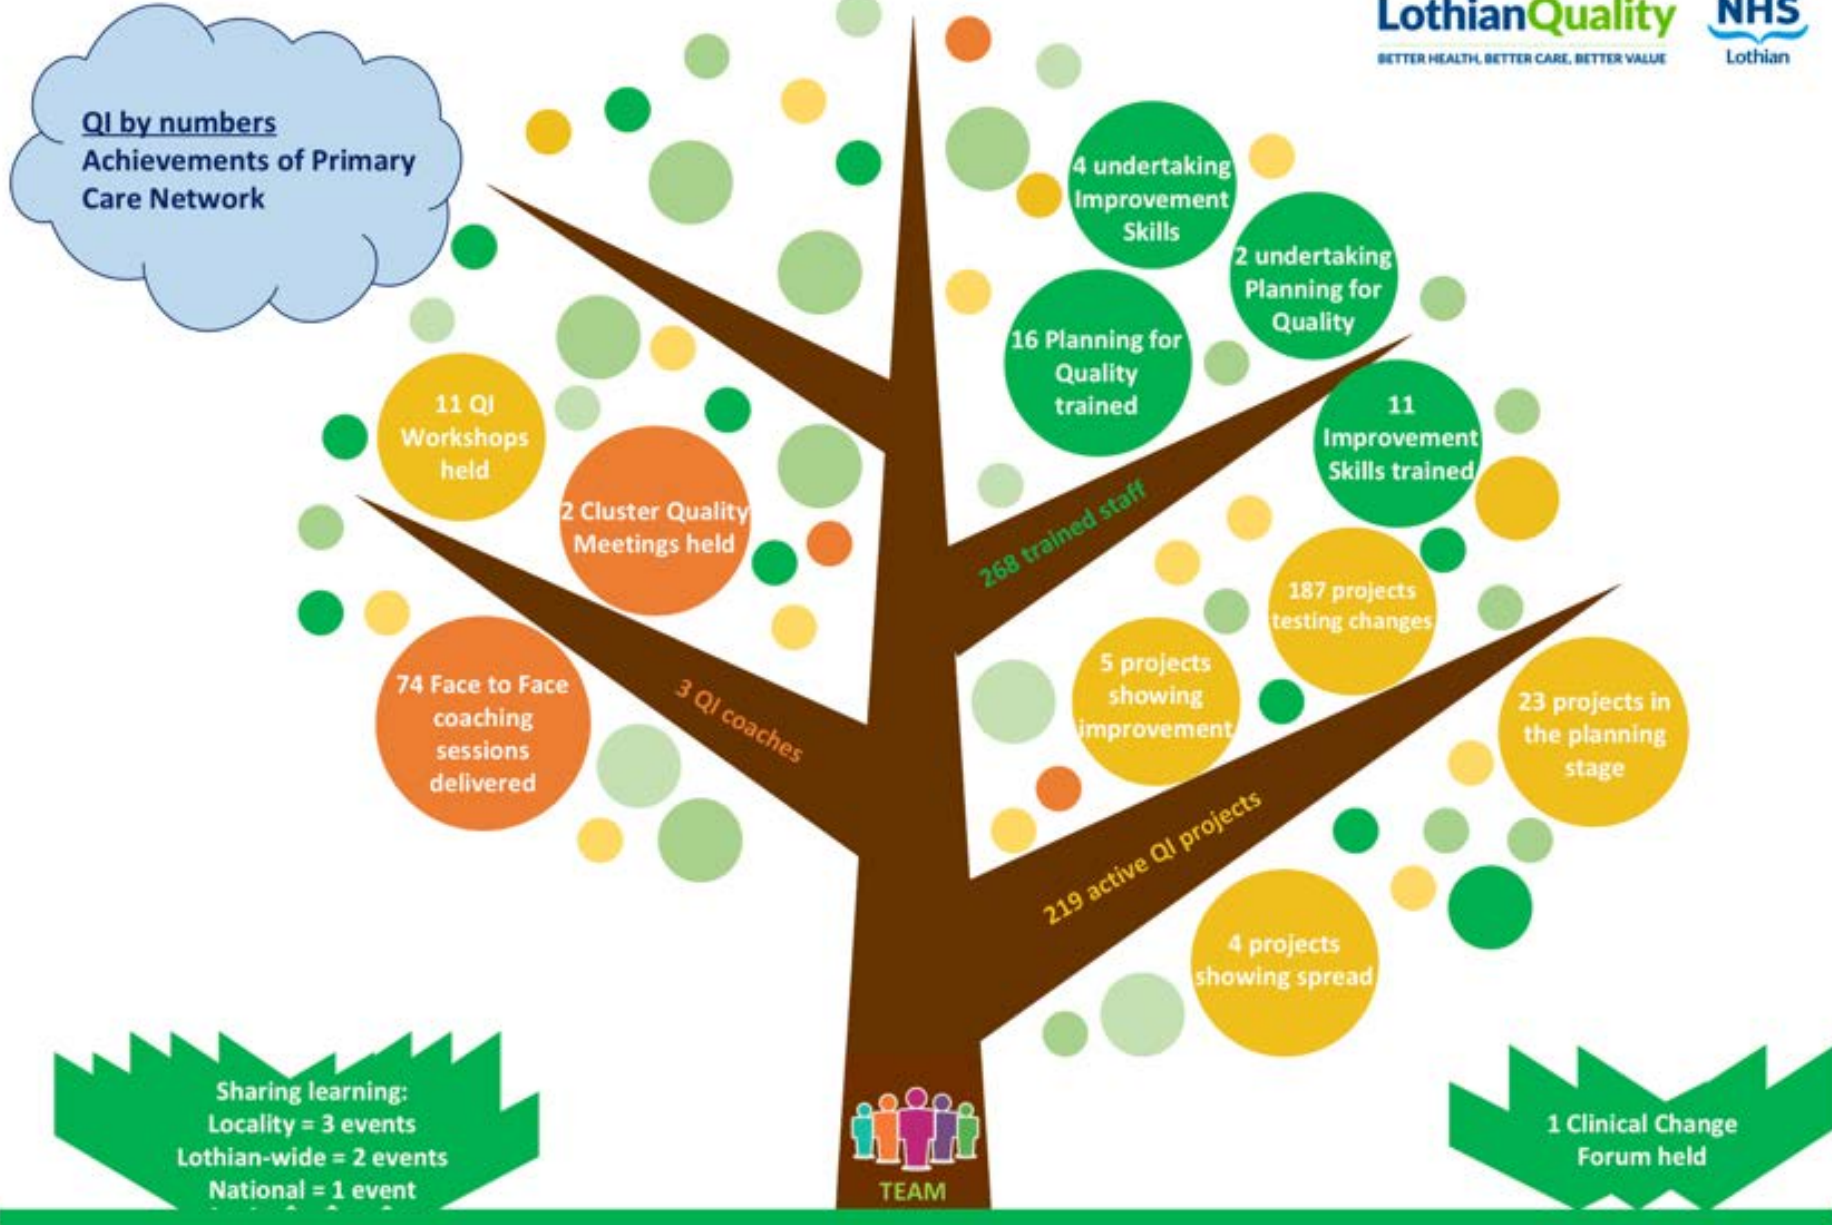 LothianQuality
BETTER HEALTH, BETTER CARE, BETTER VALUE
NHS
Lothian
QI by numbers
Achievements of Primary
Care Network
4 undertaking
Improvement
Skills
2 undertaking
Planning for
Quality
16 Planning for
Quality
trained
11
Improvement
Skills trained
268 trained staff
11 QI
Workshops
held
2 Cluster Quality
Meetings held
74 Face to Face
coaching
sessions
delivered
3 QI coaches
187 projects
testing changes
5 projects
showing
improvement
23 projects in
the planning
stage
219 active QI projects
4 projects
showing spread
Sharing learning:
Locality = 3 events
Lothian-wide = 2 events
National = 1 event
TEAM
1 Clinical Change
Forum held